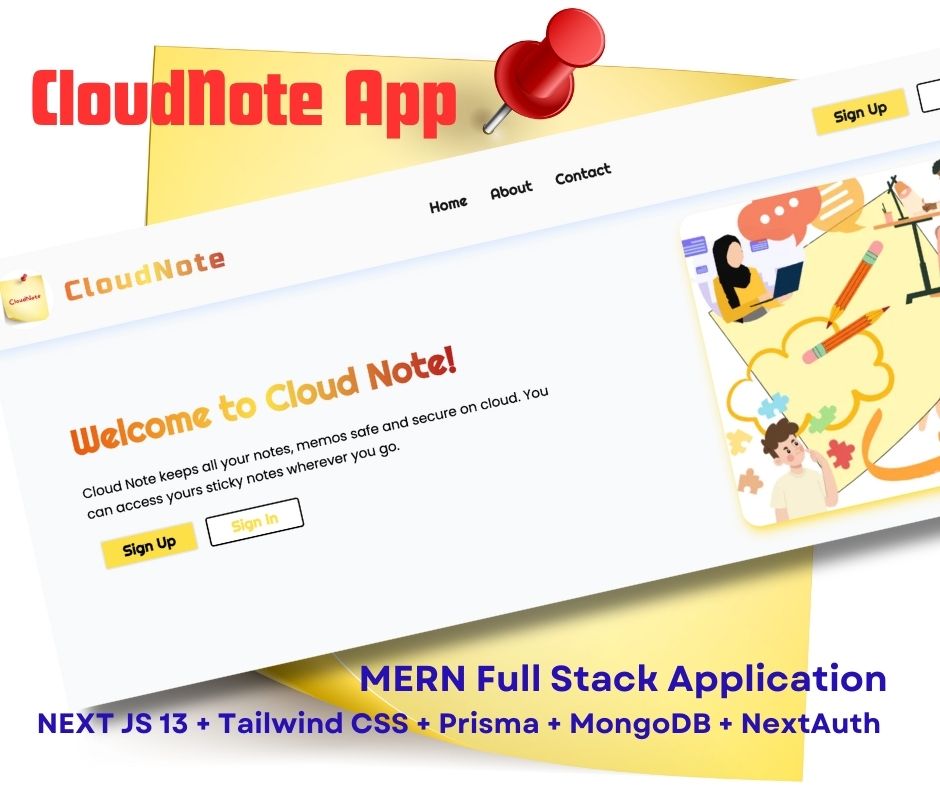 CloudNote App
Sign Up
Home About Contact
CloudNote
CloudNote
Welcome to Cloud Note!
Cloud Note keeps all your notes, memos safe and secure on cloud. You
can access yours sticky notes wherever you go.
Sign Up Sign In
MERN Full Stack Application
NEXT JS 13 + Tailwind CSS + Prisma + MongoDB + NextAuth